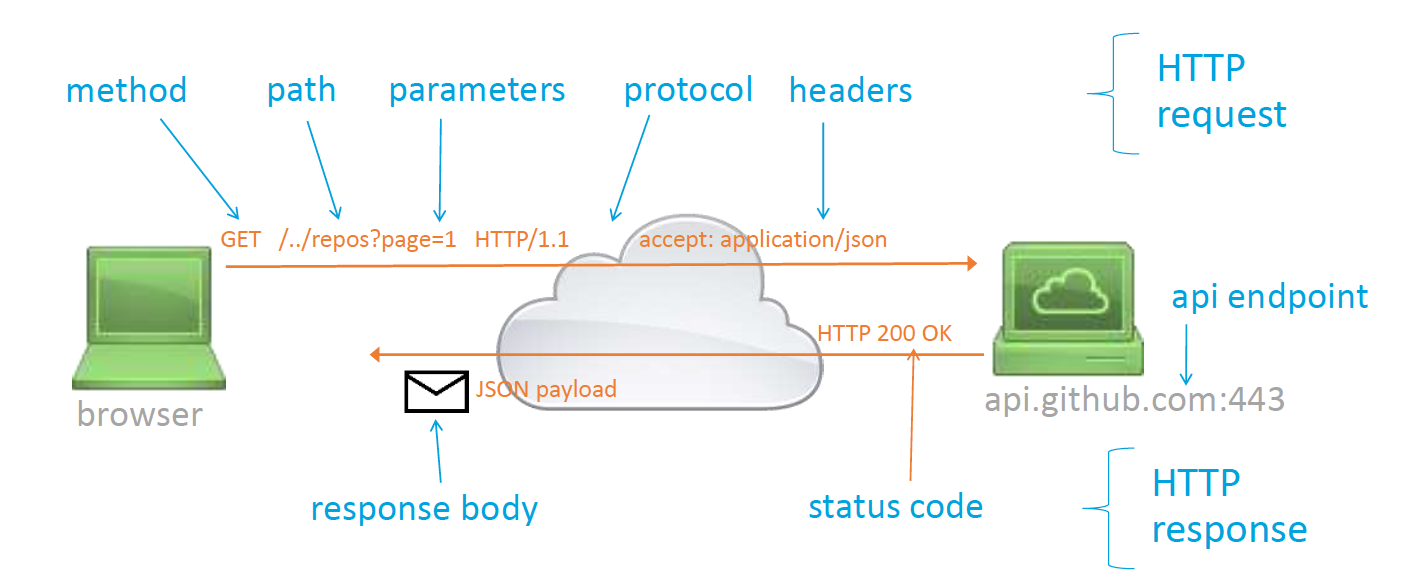 method path parameters protocol headers
HTTP
request
GET /../repos?page=1 HTTP/1.1 accept: application/json
api endpoint
HTTP 200 OK
JSON payload
browser
api.github.com:443
response body
status code
HTTP
response